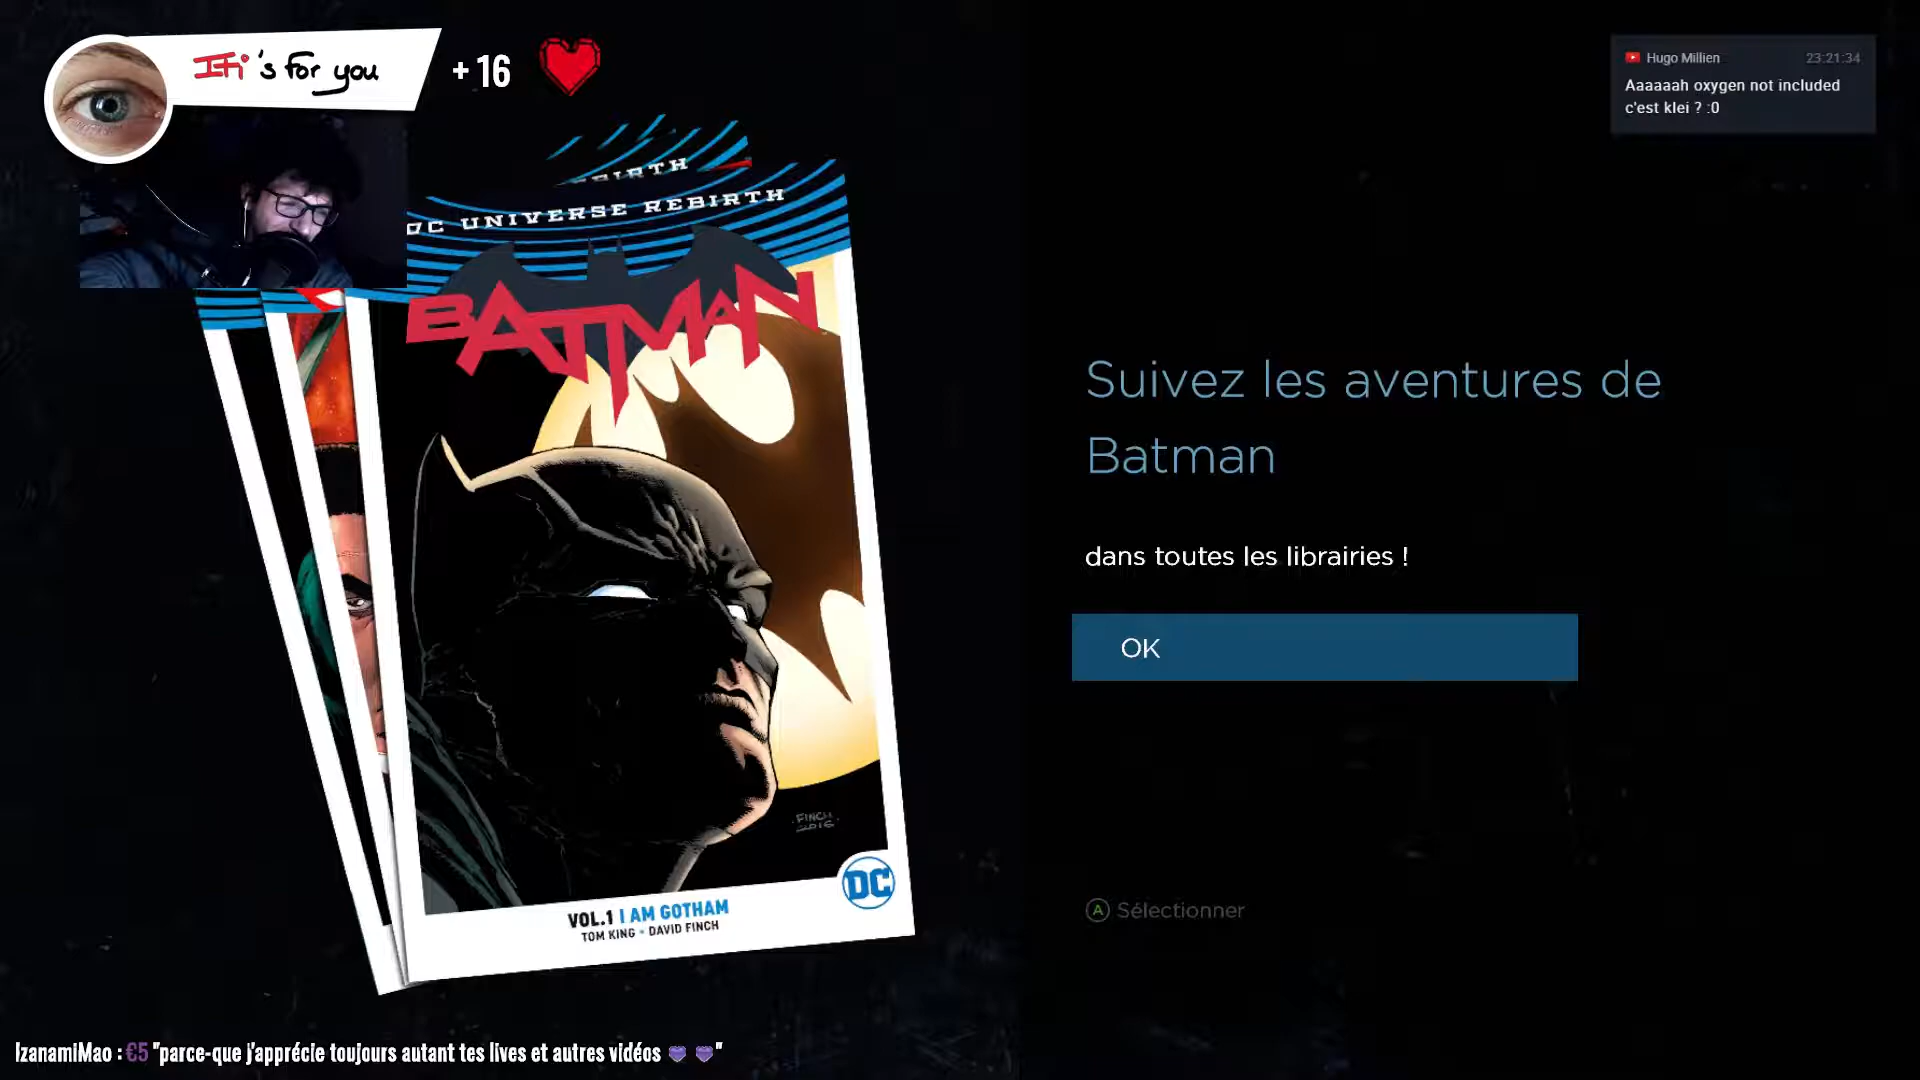 Iti's for you
+16
Hugo Millien 23:21:34
Aaaaaah oxygen not included
c'est klei ? :0
DC UNIVERSE REBIRTH
BATMAN
FINCH
2016
DC
VOL.1 I AM GOTHAM
TOM KING - DAVID FINCH
Suivez les aventures de
Batman
dans toutes les librairies !
OK
A Sélectionner
IzanamiMao : €5 "parce-que j'apprécie toujours autant tes lives et autres vidéos 💜 💜"